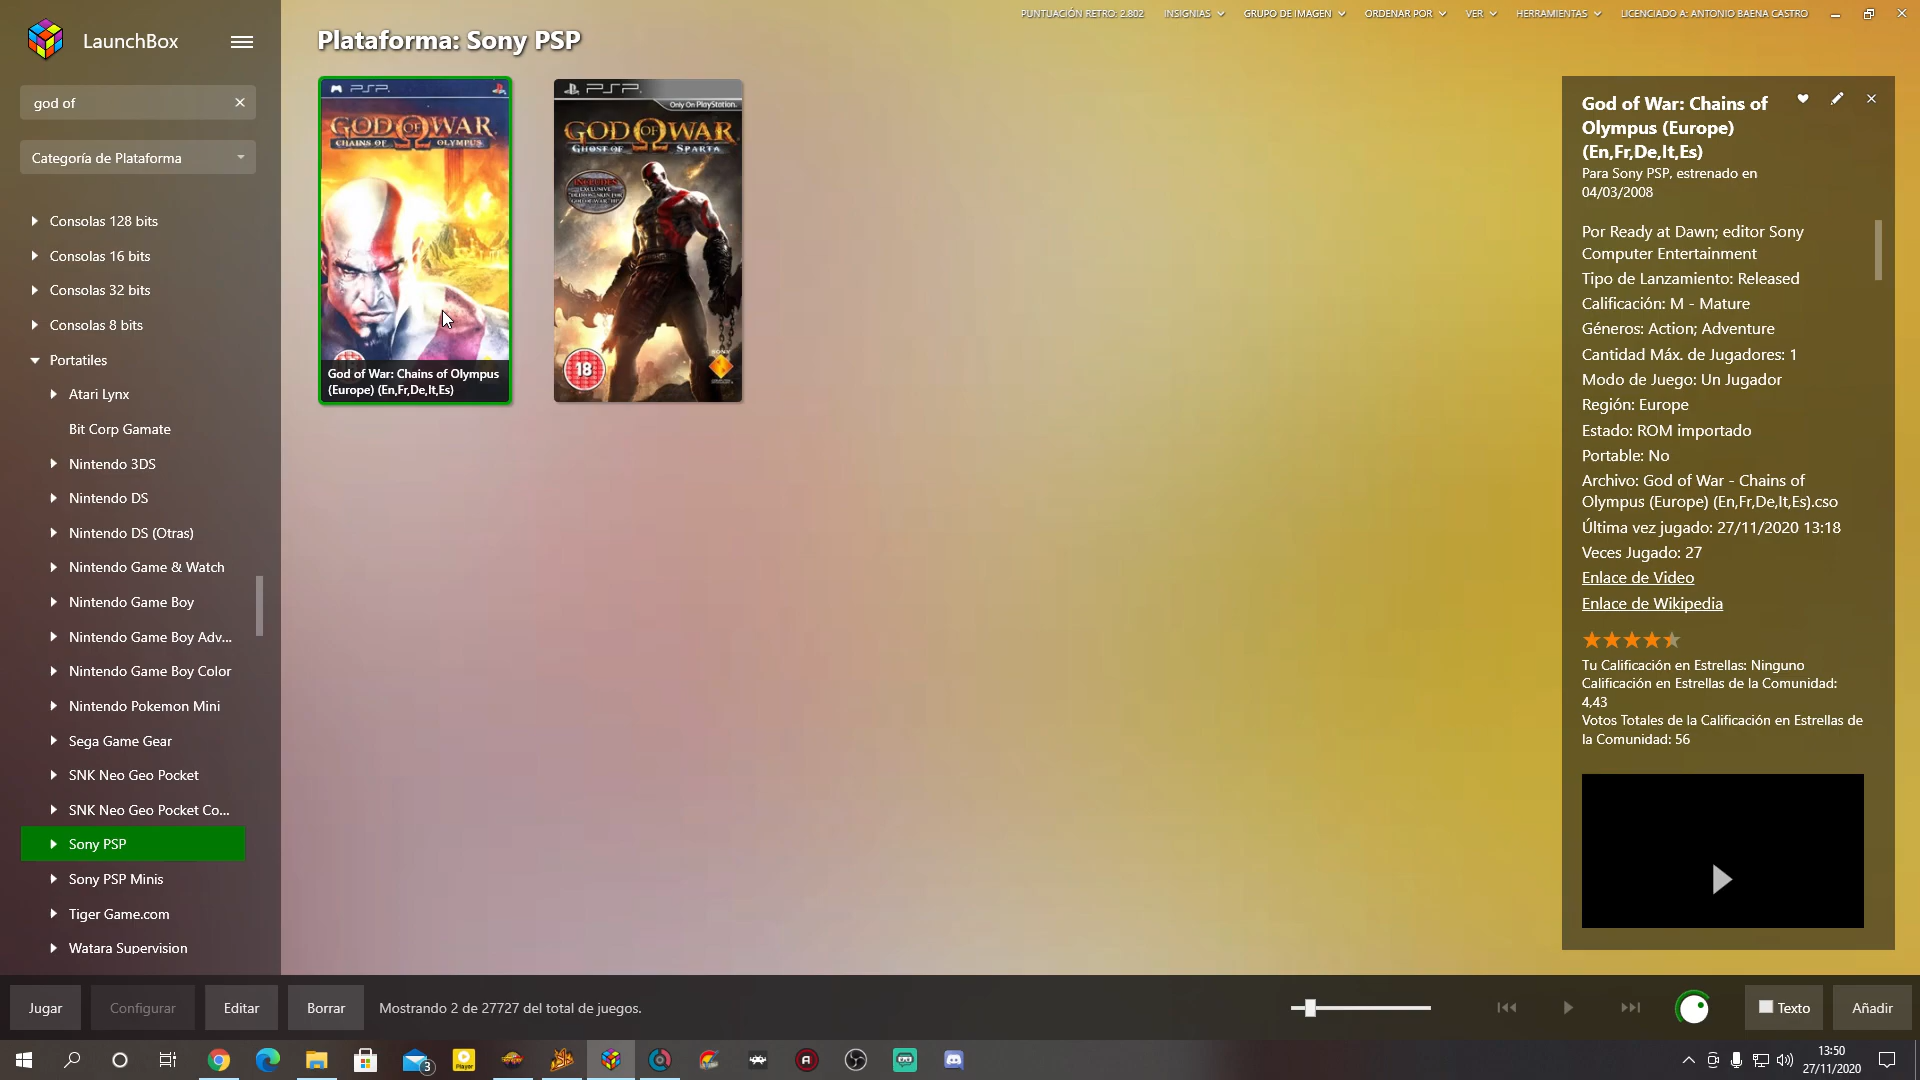 LaunchBox
Plataforma: Sony PSP
PUNTUACIÓN RETRO: 2.802
INSIGNIAS
GRUPO DE IMAGEN
ORDENAR POR
VER
HERRAMIENTAS
LICENCIADO A: ANTONIO BAENA CASTRO
god of
Categoría de Plataforma
Consolas 128 bits
Consolas 16 bits
Consolas 32 bits
Consolas 8 bits
Portatiles
Atari Lynx
Bit Corp Gamate
Nintendo 3DS
Nintendo DS
Nintendo DS (Otras)
Nintendo Game & Watch
Nintendo Game Boy
Nintendo Game Boy Adv...
Nintendo Game Boy Color
Nintendo Pokemon Mini
Sega Game Gear
SNK Neo Geo Pocket
SNK Neo Geo Pocket Co...
Sony PSP
Sony PSP Minis
Tiger Game.com
Watara Supervision
PSP
GOD OF WAR
CHAINS OF OLYMPUS
God of War: Chains of Olympus
(Europe) (En,Fr,De,It,Es)
PSP
Only On PlayStation.
GOD OF WAR
GHOST OF SPARTA
18
God of War: Chains of
Olympus (Europe)
(En,Fr,De,It,Es)
Para Sony PSP, estrenado en
04/03/2008
Por Ready at Dawn; editor Sony
Computer Entertainment
Tipo de Lanzamiento: Released
Calificación: M - Mature
Géneros: Action; Adventure
Cantidad Máx. de Jugadores: 1
Modo de Juego: Un Jugador
Región: Europe
Estado: ROM importado
Portable: No
Archivo: God of War - Chains of
Olympus (Europe) (En,Fr,De,It,Es).cso
Última vez jugado: 27/11/2020 13:18
Veces Jugado: 27
Enlace de Video
Enlace de Wikipedia
Tu Calificación en Estrellas: Ninguno
Calificación en Estrellas de la Comunidad:
4,43
Votos Totales de la Calificación en Estrellas de
la Comunidad: 56
Jugar
Configurar
Editar
Borrar
Mostrando 2 de 27727 del total de juegos.
Texto
Añadir
3
Player
13:50
27/11/2020